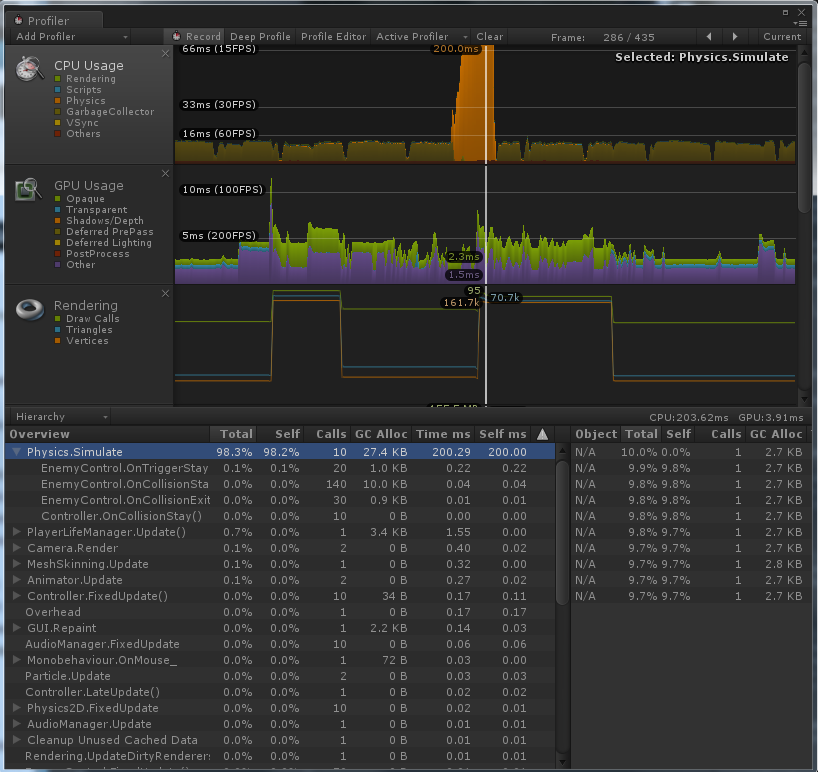 Profiler
Add Profiler Record Deep Profile Profile Editor Active Profiler Clear Frame: 286 / 435 Current
CPU Usage
Rendering
Scripts
Physics
GarbageCollector
VSync
Others
66ms (15FPS)
33ms (30FPS)
16ms (60FPS)
200.0ms
Selected: Physics.Simulate
GPU Usage
Opaque
Transparent
Shadows/Depth
Deferred PrePass
Deferred Lighting
PostProcess
Other
10ms (100FPS)
5ms (200FPS)
2.3ms
1.5ms
Rendering
Draw Calls
Triangles
Vertices
95
161.7k
70.7k
Hierarchy CPU:203.62ms GPU:3.91ms
Overview Total Self Calls GC Alloc Time ms Self ms Object Total Self Calls GC Alloc
Physics.Simulate 98.3% 98.2% 10 27.4 KB 200.29 200.00 N/A 10.0% 0.0% 1 2.7 KB
EnemyControl.OnTriggerStay 0.1% 0.1% 20 1.0 KB 0.22 0.22 N/A 9.9% 9.8% 1 2.7 KB
EnemyControl.OnCollisionSta 0.0% 0.0% 140 10.0 KB 0.04 0.04 N/A 9.8% 9.8% 1 2.7 KB
EnemyControl.OnCollisionExit 0.0% 0.0% 30 0.9 KB 0.01 0.01 N/A 9.8% 9.8% 1 2.7 KB
Controller.OnCollisionStay() 0.0% 0.0% 10 0 B 0.00 0.00 N/A 9.8% 9.8% 1 2.7 KB
PlayerLifeManager.Update() 0.7% 0.0% 1 3.4 KB 1.55 0.00 N/A 9.8% 9.7% 1 2.7 KB
Camera.Render 0.1% 0.0% 2 0 B 0.40 0.02 N/A 9.7% 9.7% 1 2.7 KB
MeshSkinning.Update 0.1% 0.0% 1 0 B 0.32 0.00 N/A 9.7% 9.7% 1 2.8 KB
Animator.Update 0.1% 0.0% 2 0 B 0.27 0.02 N/A 9.7% 9.7% 1 2.7 KB
Controller.FixedUpdate() 0.0% 0.0% 10 34 B 0.17 0.11 N/A 9.7% 9.7% 1 2.7 KB
Overhead 0.0% 0.0% 1 0 B 0.17 0.17
GUI.Repaint 0.0% 0.0% 1 2.2 KB 0.14 0.03
AudioManager.FixedUpdate 0.0% 0.0% 10 0 B 0.06 0.06
Monobehaviour.OnMouse_ 0.0% 0.0% 1 72 B 0.03 0.00
Particle.Update 0.0% 0.0% 2 0 B 0.03 0.03
Controller.LateUpdate() 0.0% 0.0% 1 0 B 0.02 0.02
Physics2D.FixedUpdate 0.0% 0.0% 10 0 B 0.02 0.01
AudioManager.Update 0.0% 0.0% 1 0 B 0.01 0.01
Cleanup Unused Cached Data 0.0% 0.0% 1 0 B 0.01 0.00
Rendering.UpdateDirtyRenderer 0.0% 0.0% 1 0 B 0.01 0.01